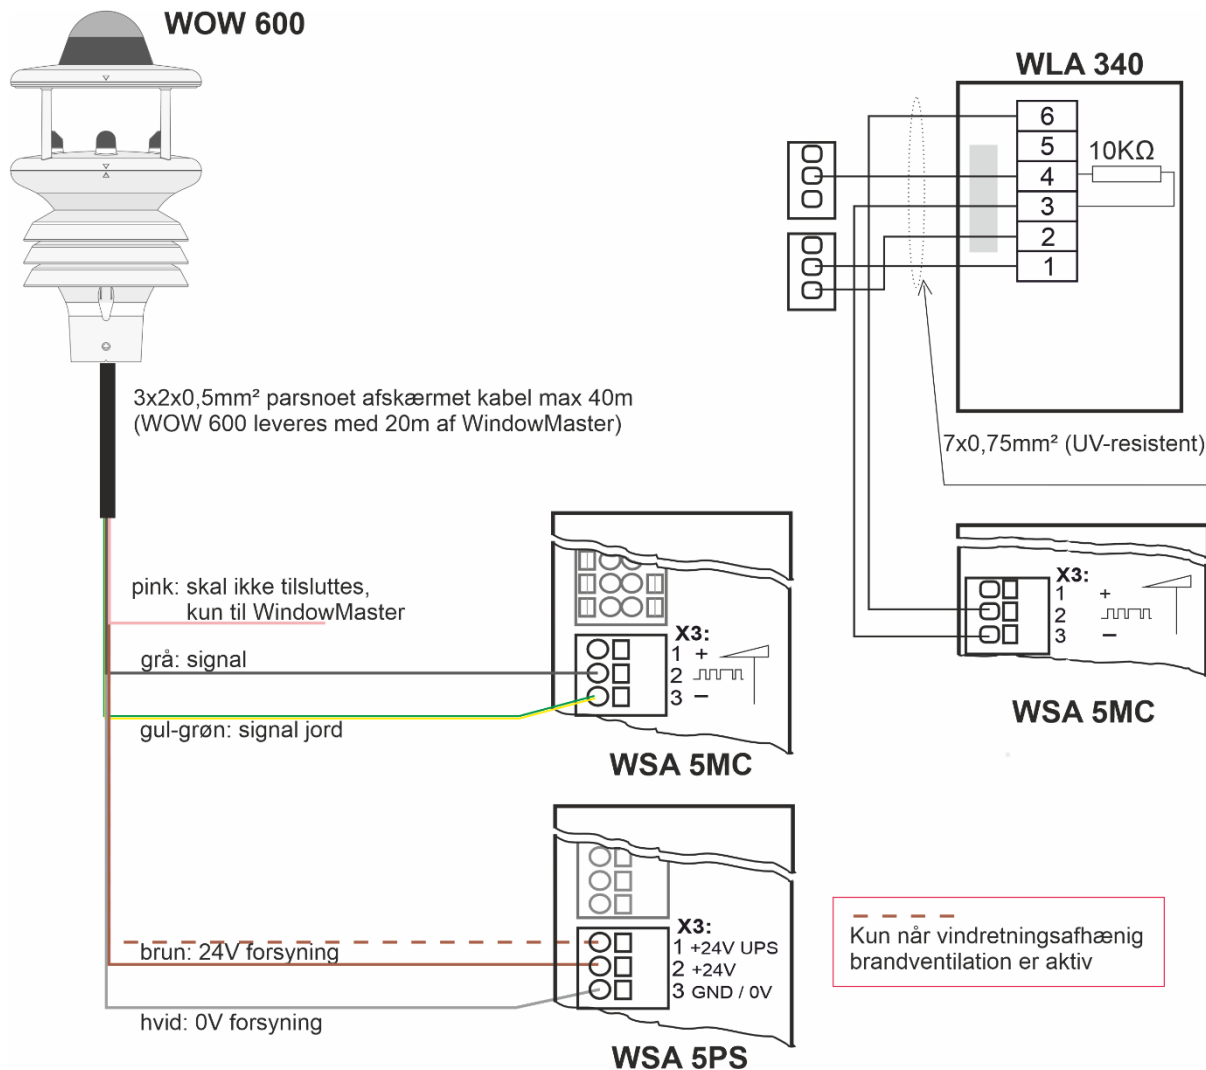 WOW 600
WLA 340
6
5
4
3
2
1
10KΩ
3x2x0,5mm² parsnoet afskærmet kabel max 40m
(WOW 600 leveres med 20m af WindowMaster)
7x0,75mm² (UV-resistent)
pink: skal ikke tilsluttes,
kun til WindowMaster
grå: signal
gul-grøn: signal jord
X3:
1 +
2
3 –
WSA 5MC
X3:
1 +
2
3 –
WSA 5MC
brun: 24V forsyning
hvid: 0V forsyning
X3:
1 +24V UPS
2 +24V
3 GND / 0V
WSA 5PS
Kun når vindretningsafhænig
brandventilation er aktiv